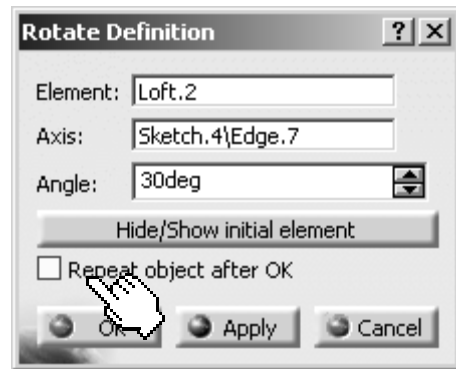 Rotate Definition ? X
Element: Loft.2
Axis: Sketch.4\Edge.7
Angle: 30deg
Hide/Show initial element
Repeat object after OK
OK Apply Cancel